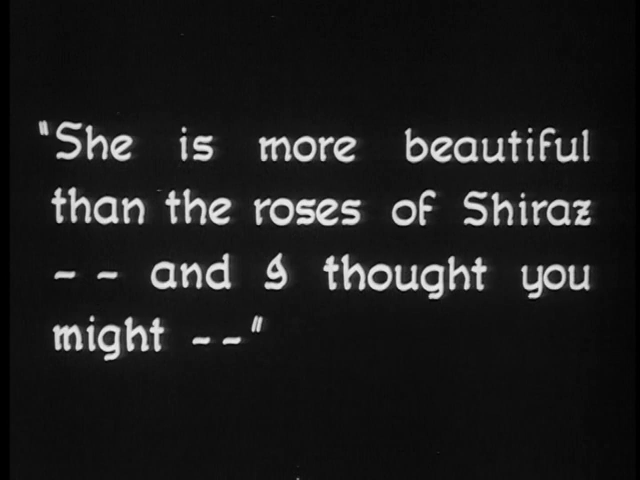 "She is more beautiful
than the roses of Shiraz
-- and I thought you
might --"